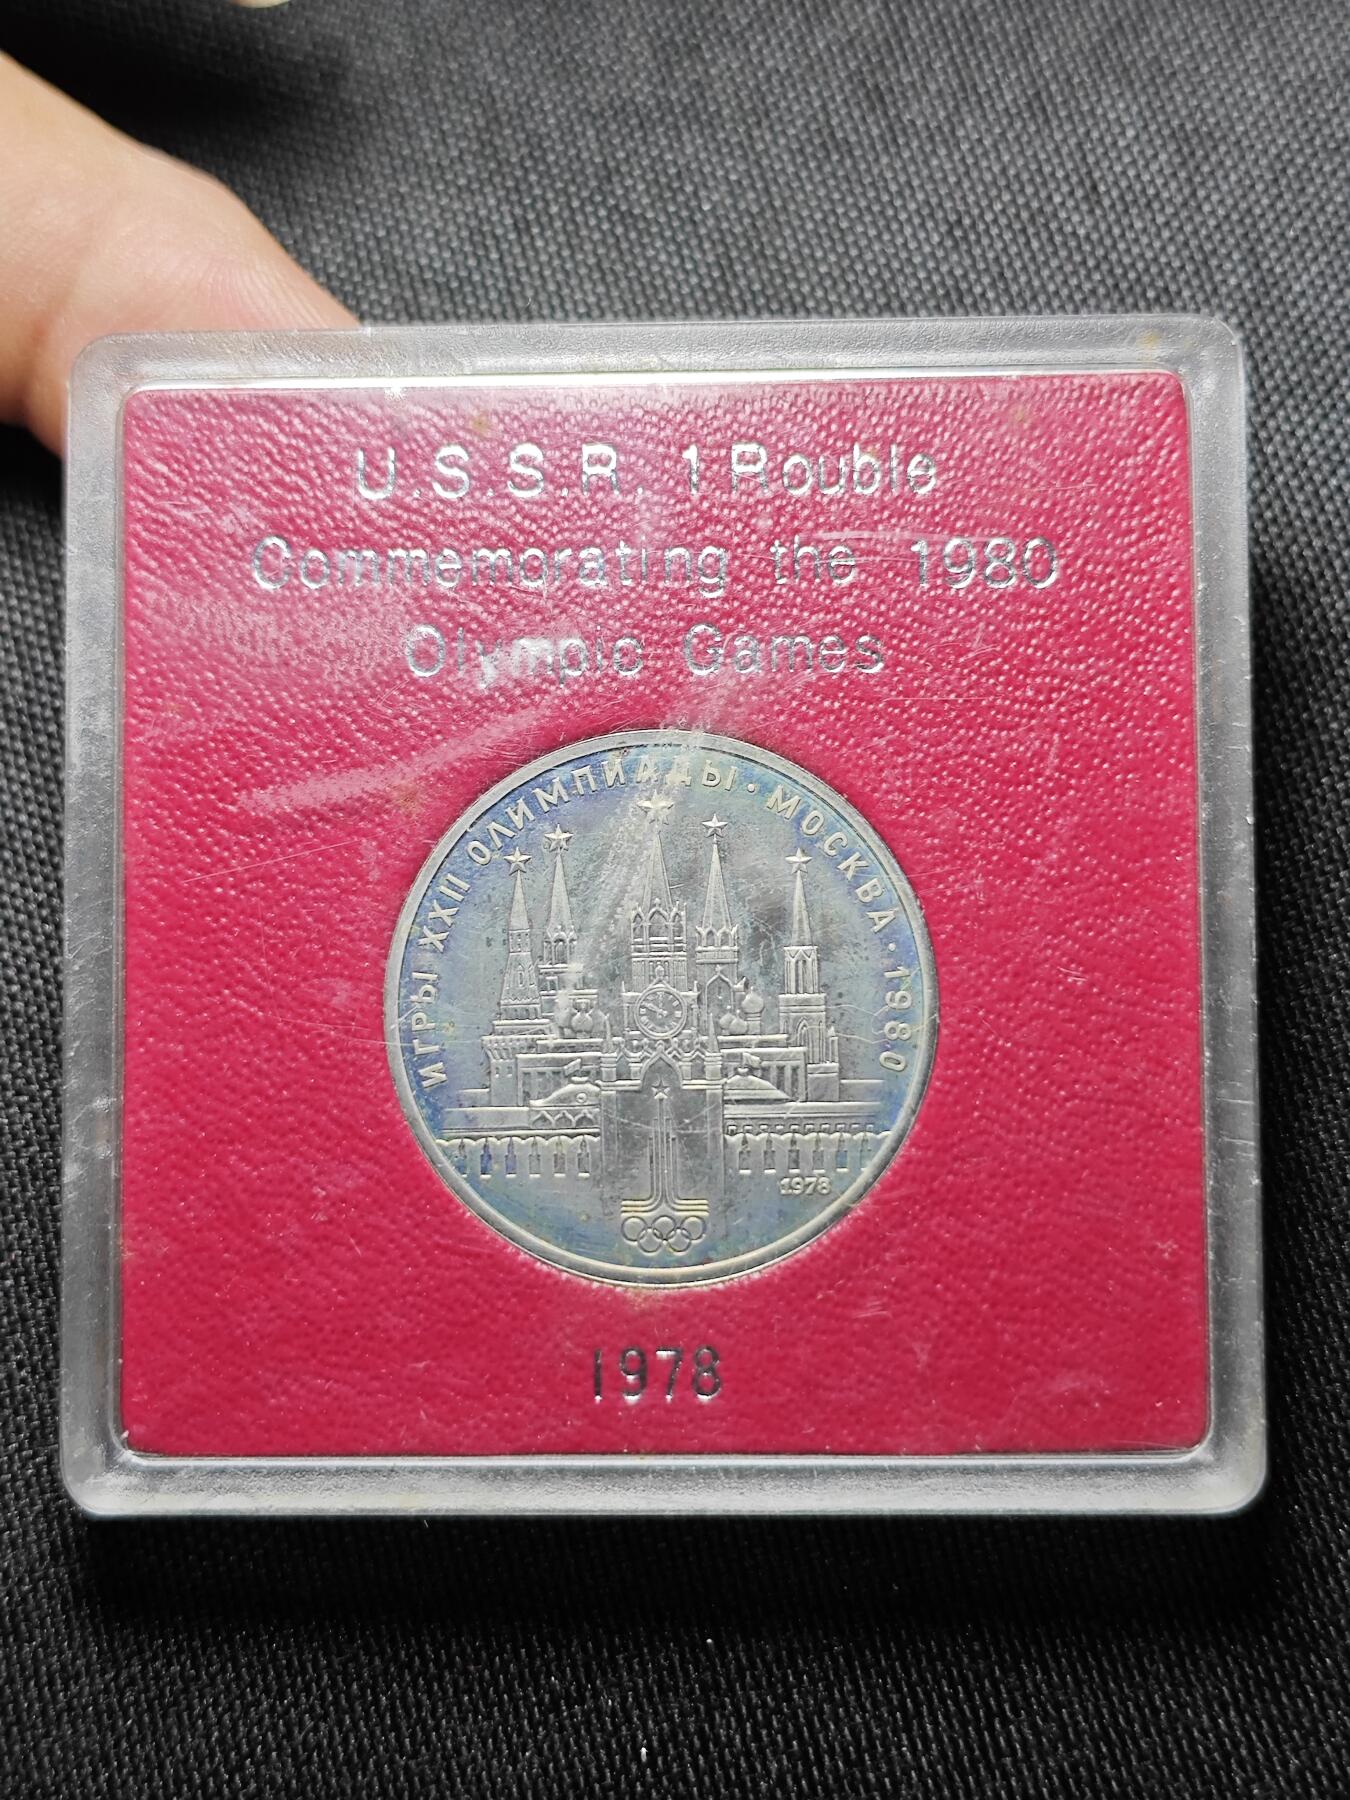 U.S.S.R. 1 Rouble
Commemorating the 1980
Olympic Games
ИГРЫ XXII ОЛИМПИАДЫ · МОСКВА · 1980
1978
1978